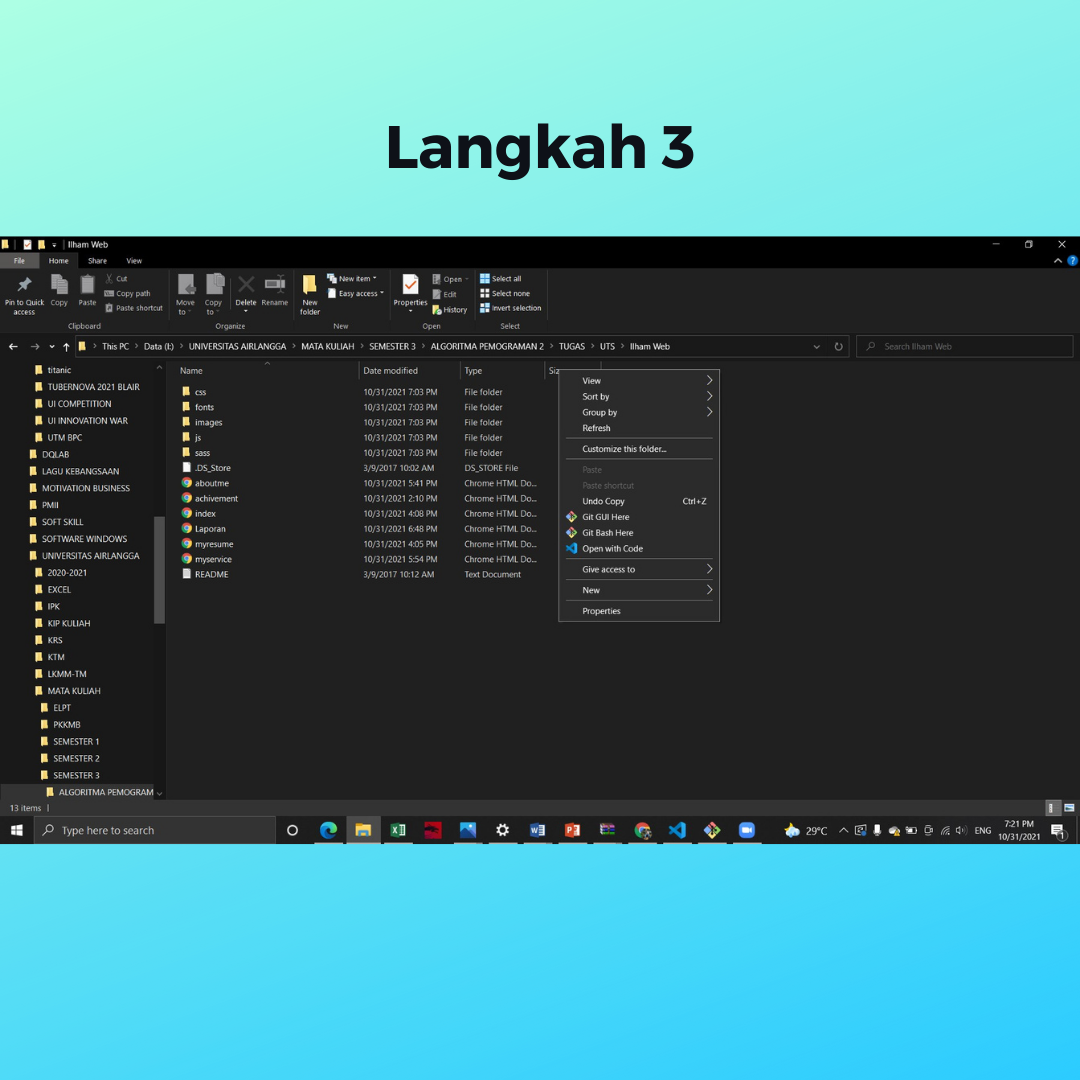 Langkah 3
Ilham Web
File Home Share View
Pin to Quick access
Copy
Paste
Cut
Copy path
Paste shortcut
Clipboard
Move to
Copy to
Delete
Rename
Organize
New folder
New item
Easy access
New
Properties
Open
Edit
History
Open
Select all
Select none
Invert selection
Select
This PC > Data (I:) > UNIVERSITAS AIRLANGGA > MATA KULIAH > SEMESTER 3 > ALGORITMA PEMOGRAMAN 2 > TUGAS > UTS > Ilham Web
Search Ilham Web
titanic
TUBERNOVA 2021 BLAIR
UI COMPETITION
UI INNOVATION WAR
UTM BPC
DQLAB
LAGU KEBANGSAAN
MOTIVATION BUSINESS
PMII
SOFT SKILL
SOFTWARE WINDOWS
UNIVERSITAS AIRLANGGA
2020-2021
EXCEL
IPK
KIP KULIAH
KRS
KTM
LKMM-TM
MATA KULIAH
ELPT
PKKMB
SEMESTER 1
SEMESTER 2
SEMESTER 3
ALGORITMA PEMOGRAM
Name Date modified Type Siz
css 10/31/2021 7:03 PM File folder
fonts 10/31/2021 7:03 PM File folder
images 10/31/2021 7:03 PM File folder
js 10/31/2021 7:03 PM File folder
sass 10/31/2021 7:03 PM File folder
.DS_Store 3/9/2017 10:02 AM DS_STORE File
aboutme 10/31/2021 5:41 PM Chrome HTML Do...
achivement 10/31/2021 2:10 PM Chrome HTML Do...
index 10/31/2021 4:08 PM Chrome HTML Do...
Laporan 10/31/2021 6:48 PM Chrome HTML Do...
myresume 10/31/2021 4:05 PM Chrome HTML Do...
myservice 10/31/2021 5:54 PM Chrome HTML Do...
README 3/9/2017 10:12 AM Text Document
View
Sort by
Group by
Refresh
Customize this folder...
Paste
Paste shortcut
Undo Copy Ctrl+Z
Git GUI Here
Git Bash Here
Open with Code
Give access to
New
Properties
13 items
Type here to search
29°C
ENG
7:21 PM
10/31/2021
1